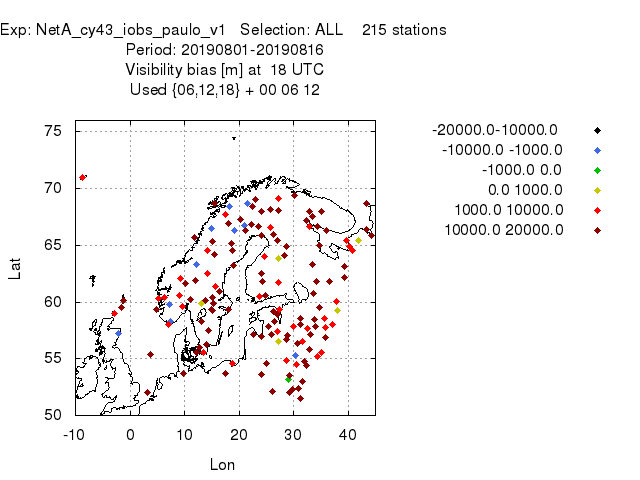 Exp: NetA_cy43_iobs_paulo_v1 Selection: ALL 215 stations
Period: 20190801-20190816
Visibility bias [m] at 18 UTC
Used {06,12,18} + 00 06 12
-20000.0-10000.0
-10000.0 -1000.0
-1000.0 0.0
0.0 1000.0
1000.0 10000.0
10000.0 20000.0
Lat
75
70
65
60
55
50
-10 0 10 20 30 40
Lon